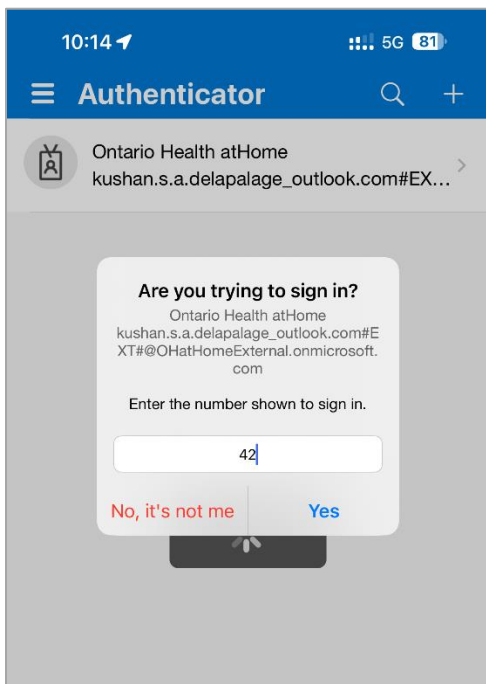 10:14
5G 81
Authenticator
Ontario Health atHome
kushan.s.a.delapalage_outlook.com#EX...
Are you trying to sign in?
Ontario Health atHome
kushan.s.a.delapalage_outlook.com#E
XT#@OHatHomeExternal.onmicrosoft.
com
Enter the number shown to sign in.
42
No, it's not me
Yes